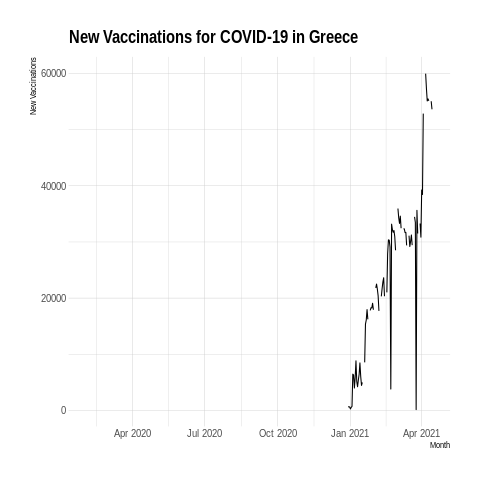 New Vaccinations for COVID-19 in Greece
New Vaccinations
60000
40000
20000
0
Apr 2020 Jul 2020 Oct 2020 Jan 2021 Apr 2021
Month